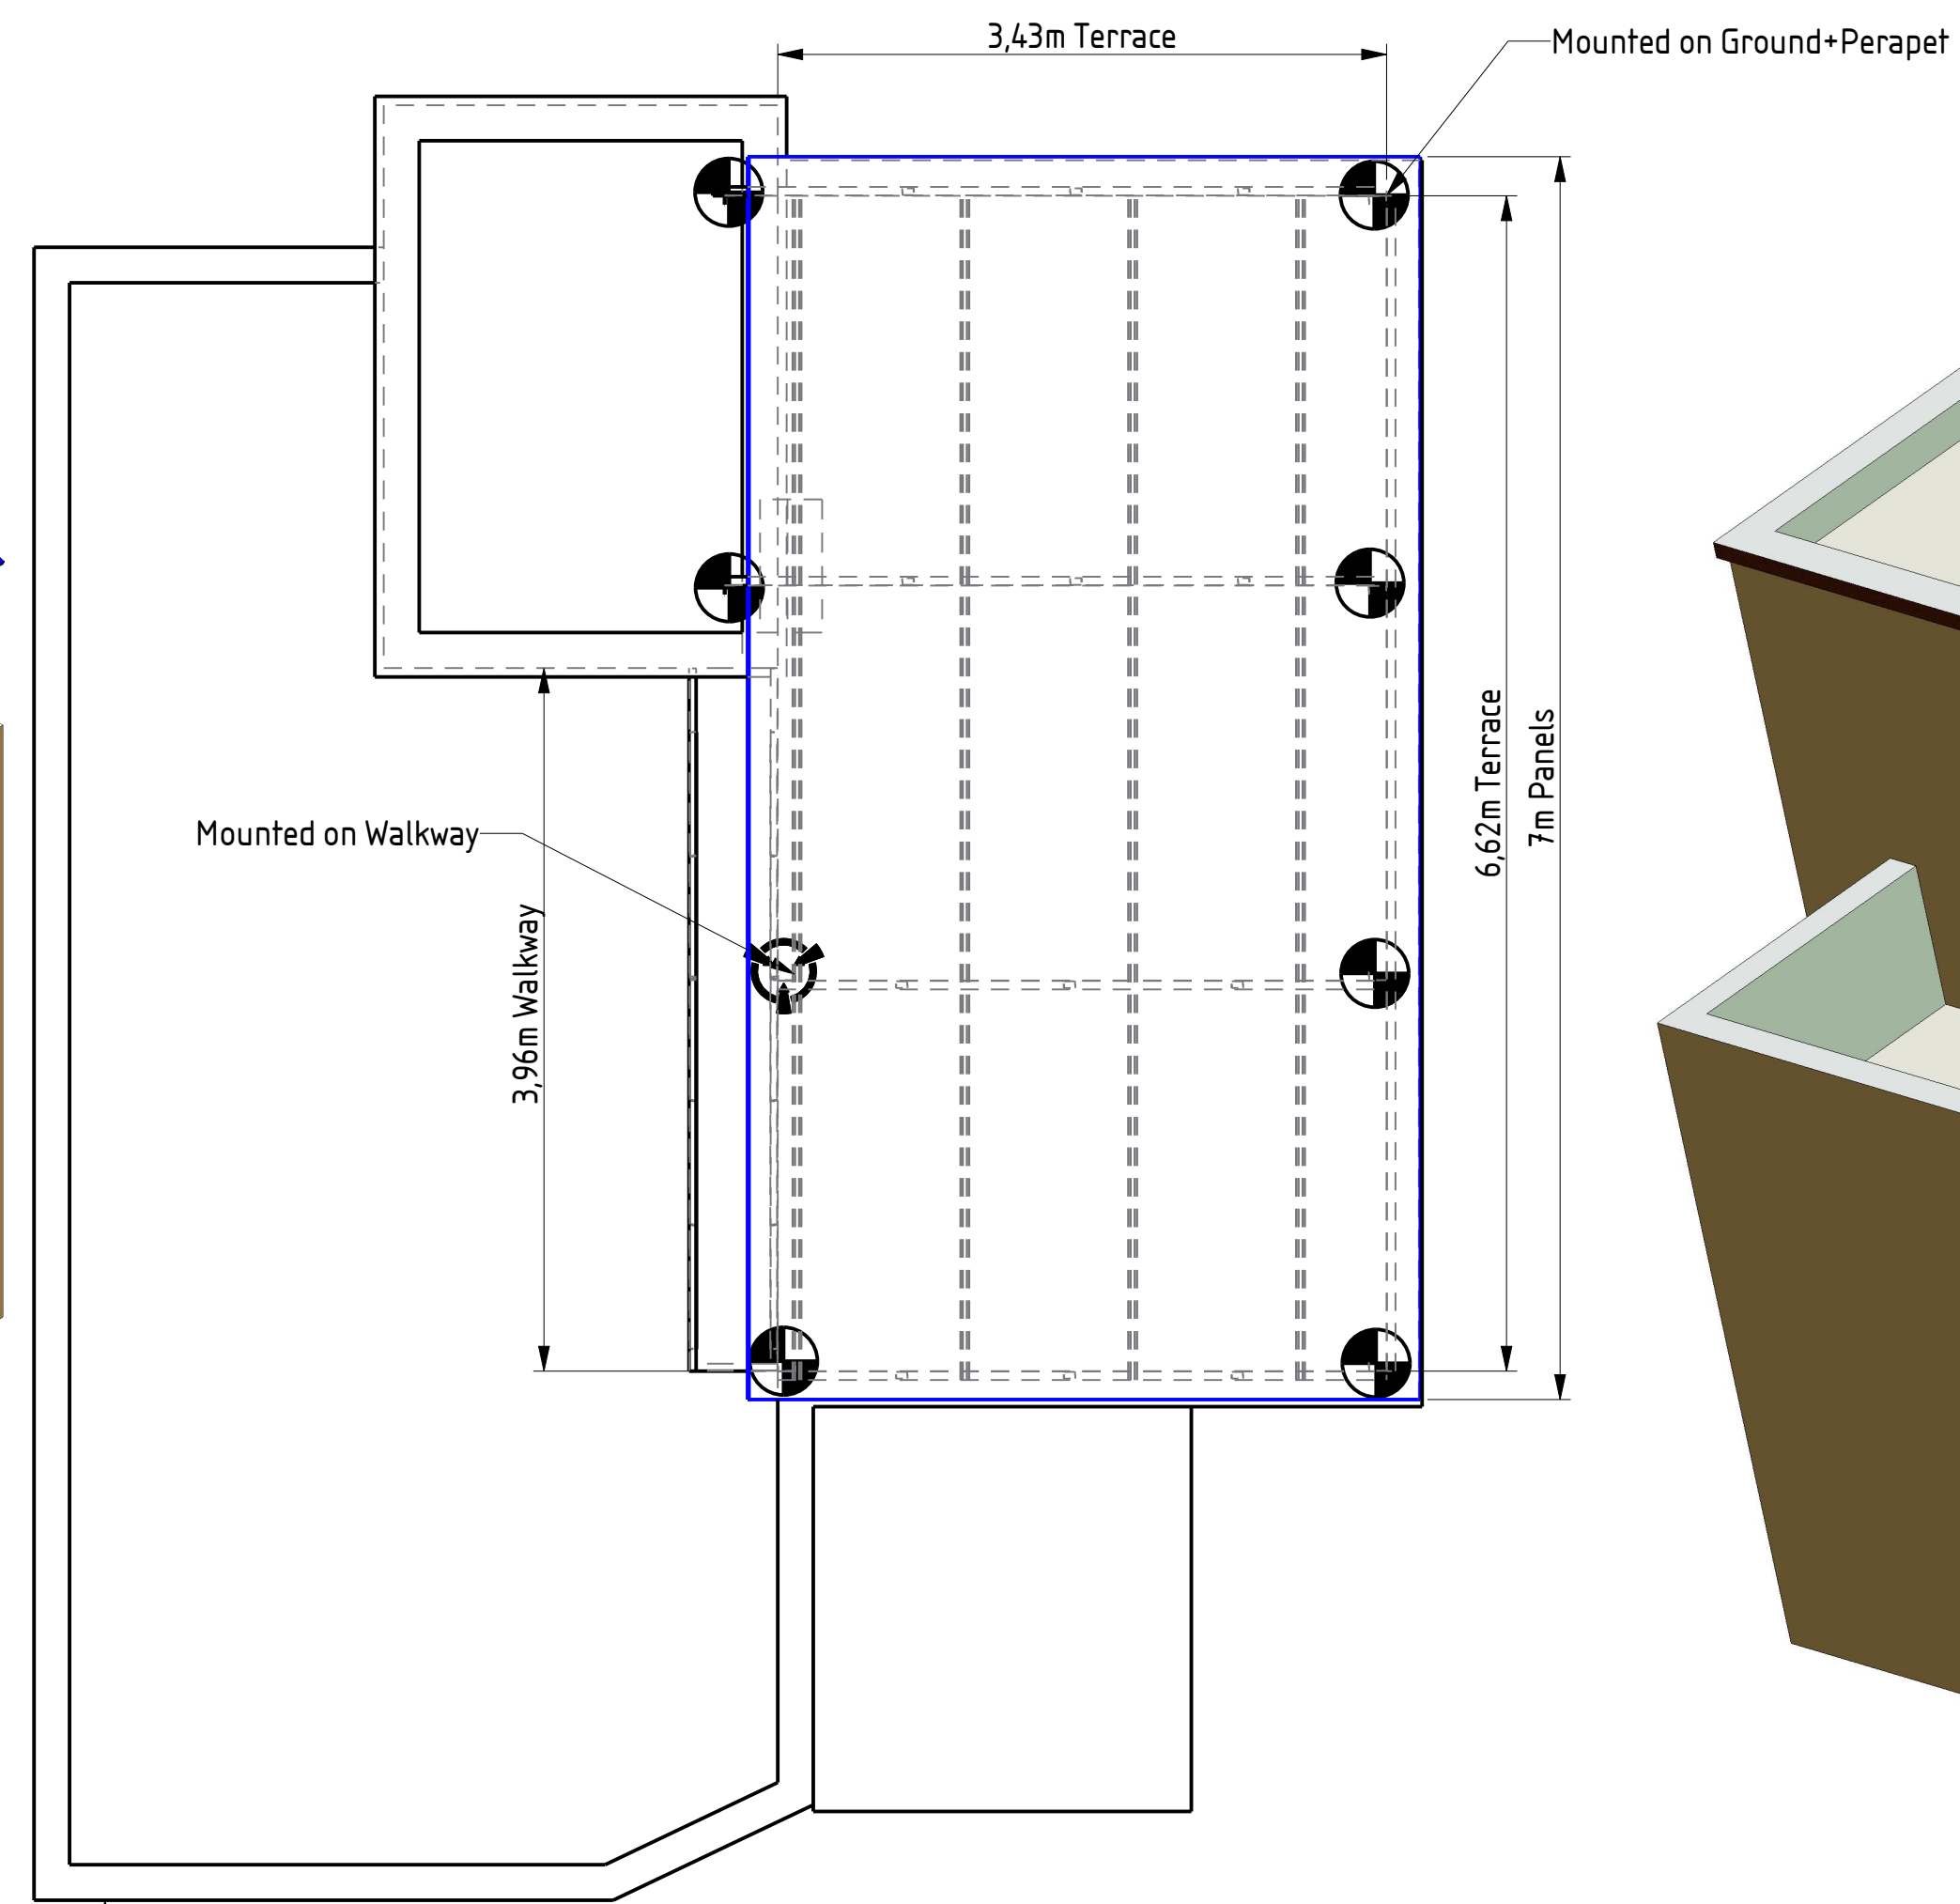 3,43m Terrace
Mounted on Ground+Perapet
Mounted on Walkway
3,96m Walkway
6,62m Terrace
7m Panels